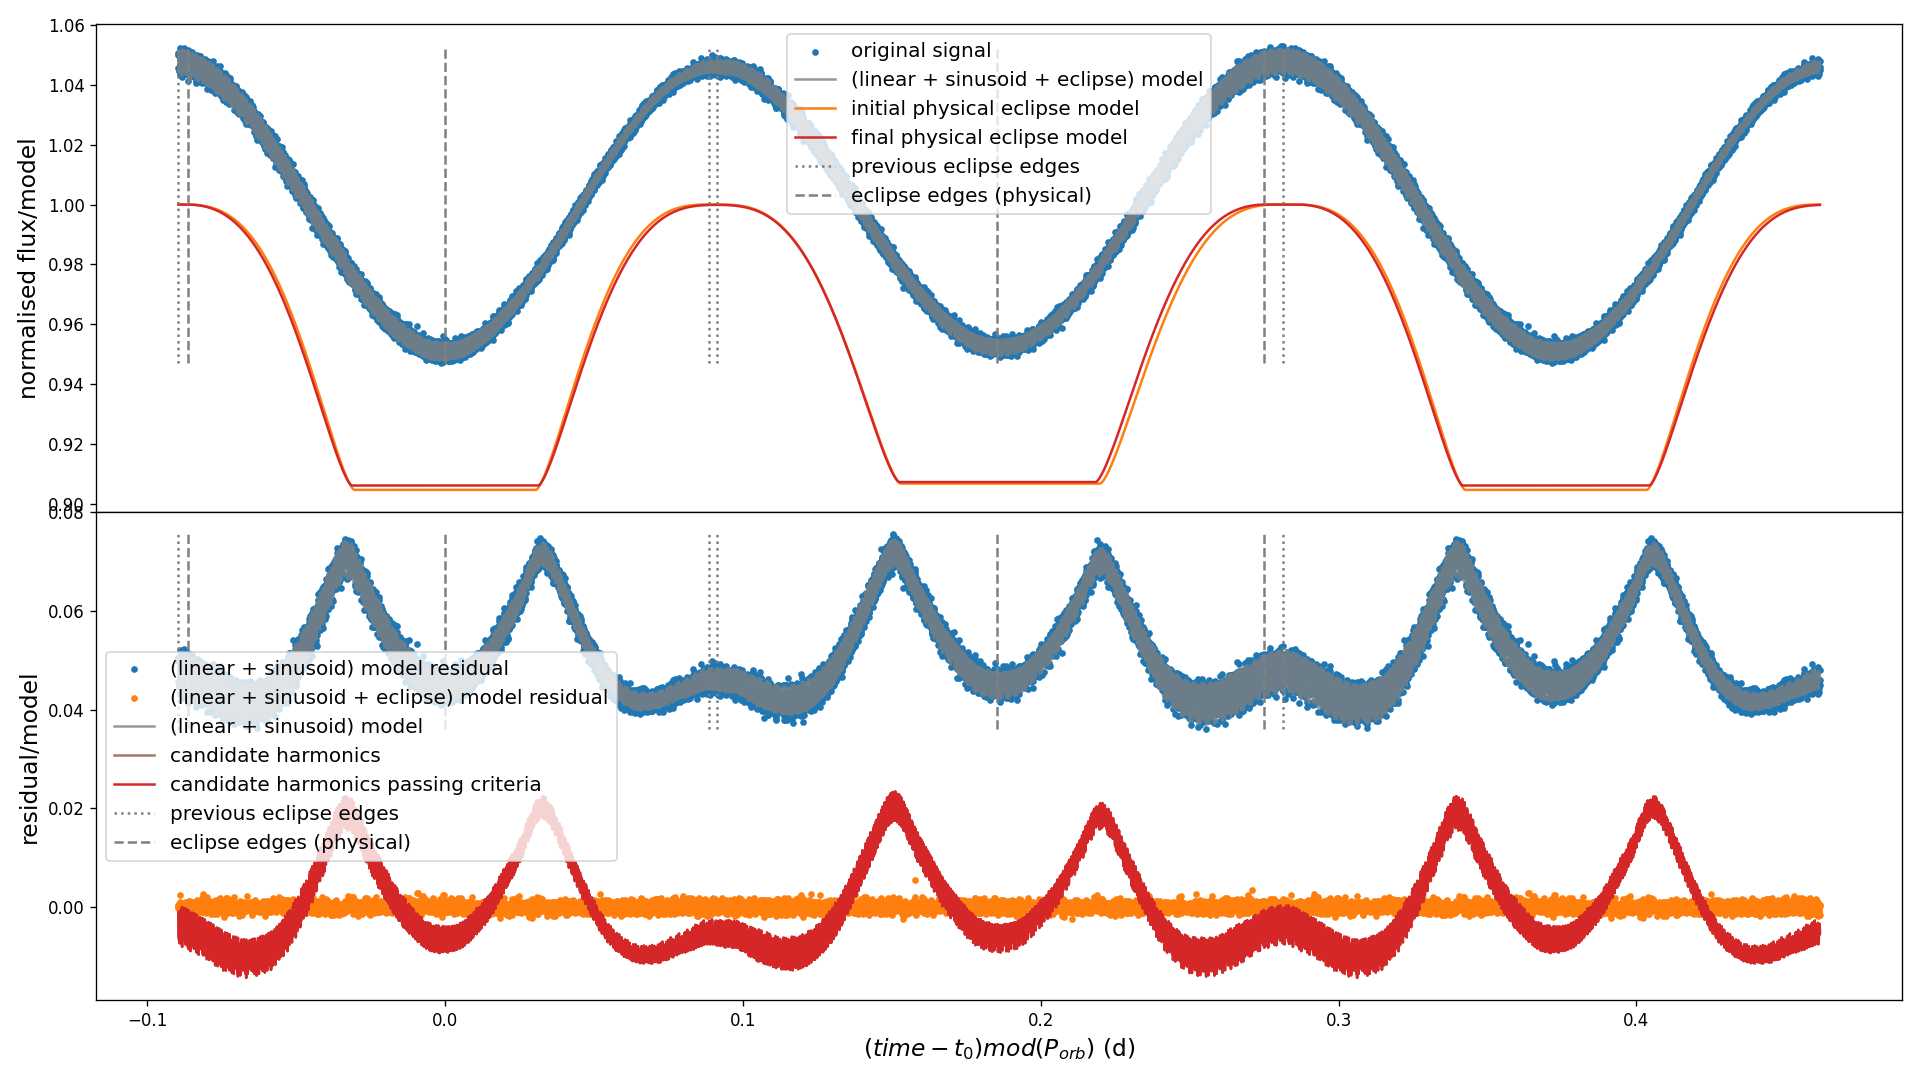 1.06
1.04
1.02
1.00
0.98
0.96
0.94
0.92
0.90
normalised flux/model
original signal
(linear + sinusoid + eclipse) model
initial physical eclipse model
final physical eclipse model
previous eclipse edges
eclipse edges (physical)
0.08
0.06
0.04
0.02
0.00
residual/model
(linear + sinusoid) model residual
(linear + sinusoid + eclipse) model residual
(linear + sinusoid) model
candidate harmonics
candidate harmonics passing criteria
previous eclipse edges
eclipse edges (physical)
−0.1 0.0 0.1 0.2 0.3 0.4
(time − t₀)mod(P_orb) (d)